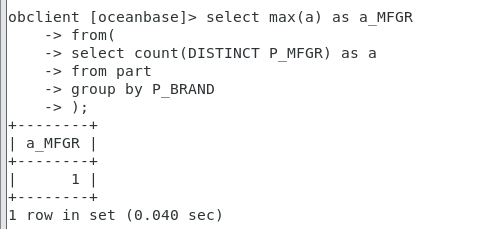 obclient [oceanbase]> select max(a) as a_MFGR
    -> from(
    -> select count(DISTINCT P_MFGR) as a
    -> from part
    -> group by P_BRAND
    -> );
+--------+
| a_MFGR |
+--------+
|      1 |
+--------+
1 row in set (0.040 sec)